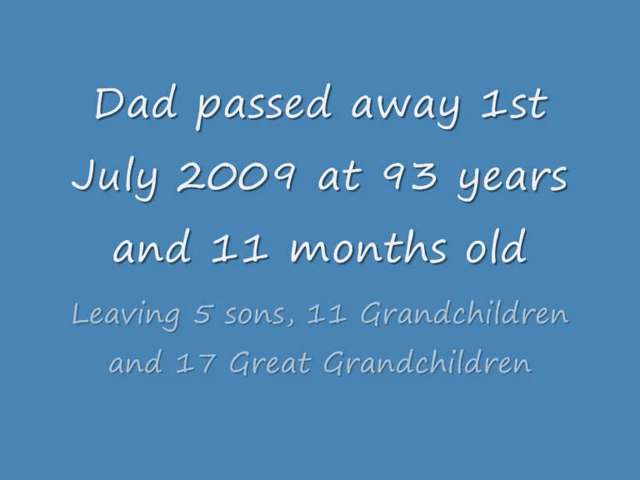 Dad passed away 1st
July 2009 at 93 years
and 11 months old
Leaving 5 sons, 11 Grandchildren
and 17 Great Grandchildren